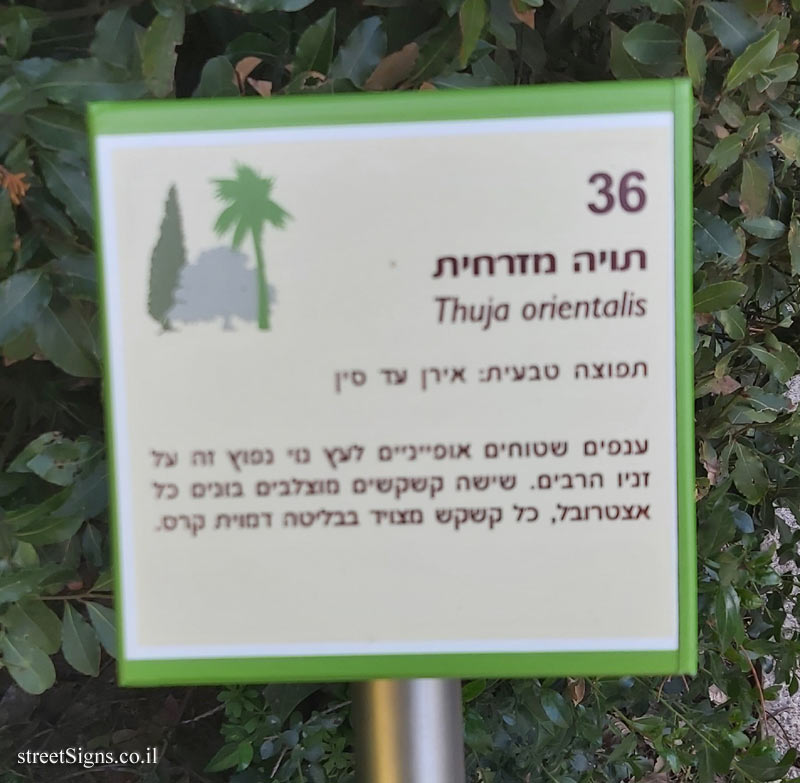 36
תויה מזרחית
Thuja orientalis
תפוצה טבעית: אירן עד סין
ענפים שטוחים אופייניים לעץ נוי נפוץ זה על
זניו הרבים. שישה קשקשים מוצלבים בונים כל
אצטרובל, כל קשקש מצויד בבליטה דמוית קרס.
streetSigns.co.il